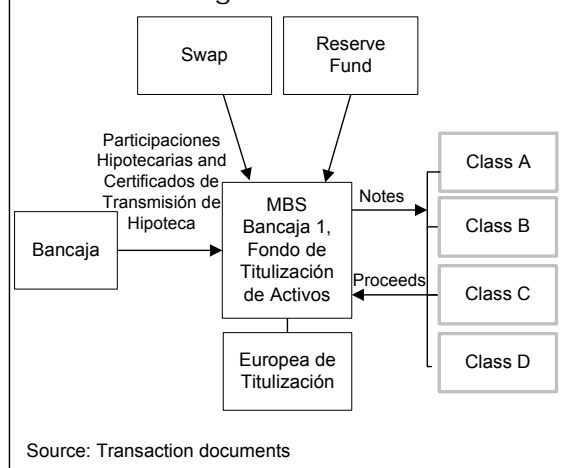 Swap
Reserve
Fund
Participaciones
Hipotecarias and
Certificados de
Transmisión de
Hipoteca
Bancaja
MBS
Bancaja 1,
Fondo de
Titulización
de Activos
Notes
Proceeds
Class A
Class B
Class C
Class D
Europea de
Titulización
Source: Transaction documents